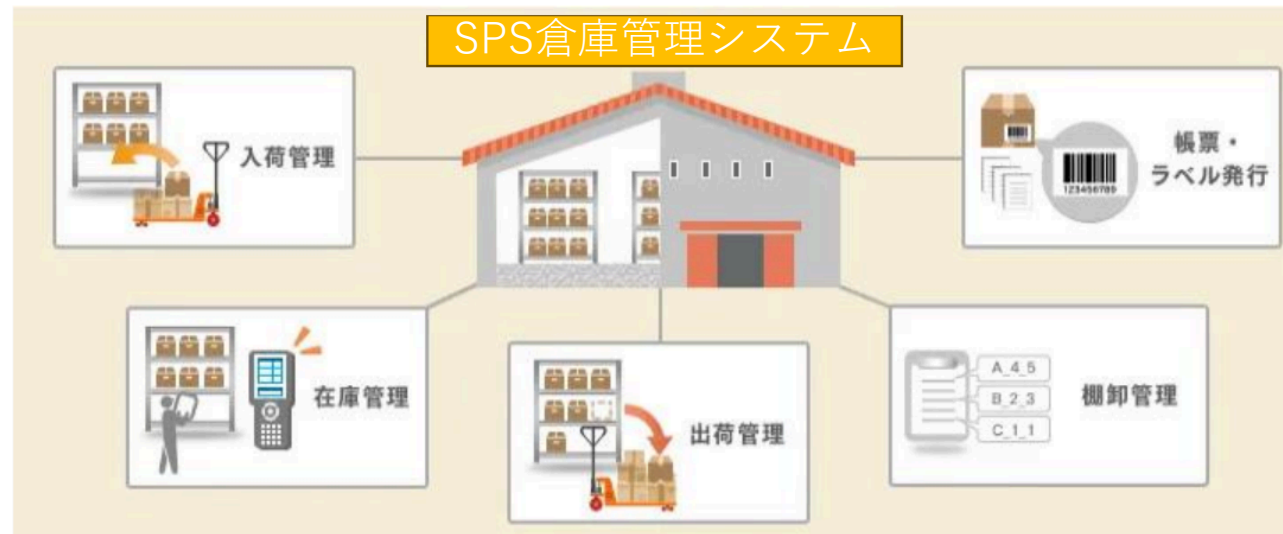 SPS倉庫管理システム
入荷管理
帳票・
ラベル発行
123456789
在庫管理
出荷管理
A_4_5
B_2_3
C_1_1
棚卸管理